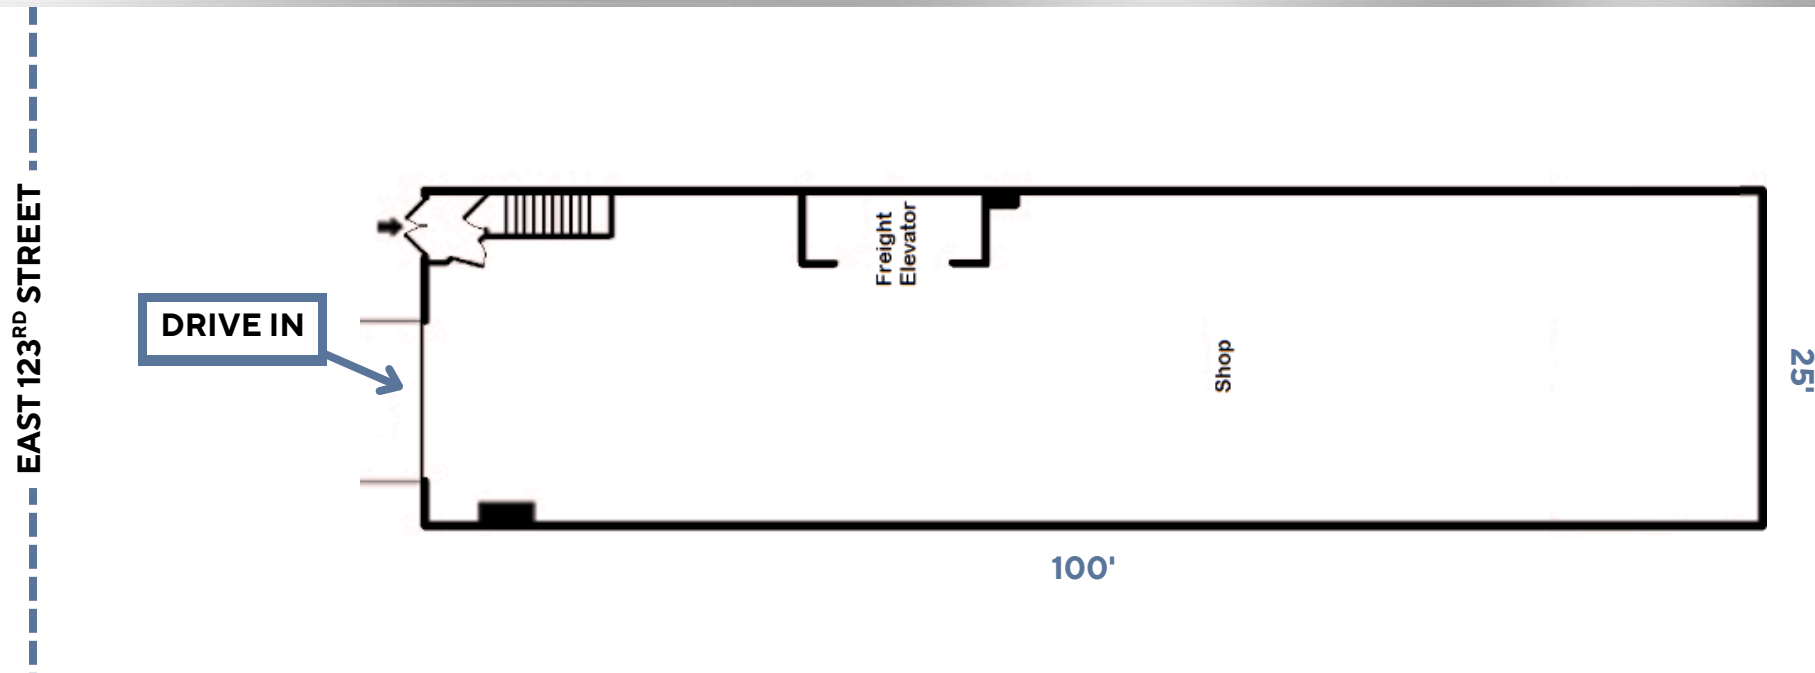 EAST 123RD STREET
DRIVE IN
Freight
Elevator
Shop
25'
100'